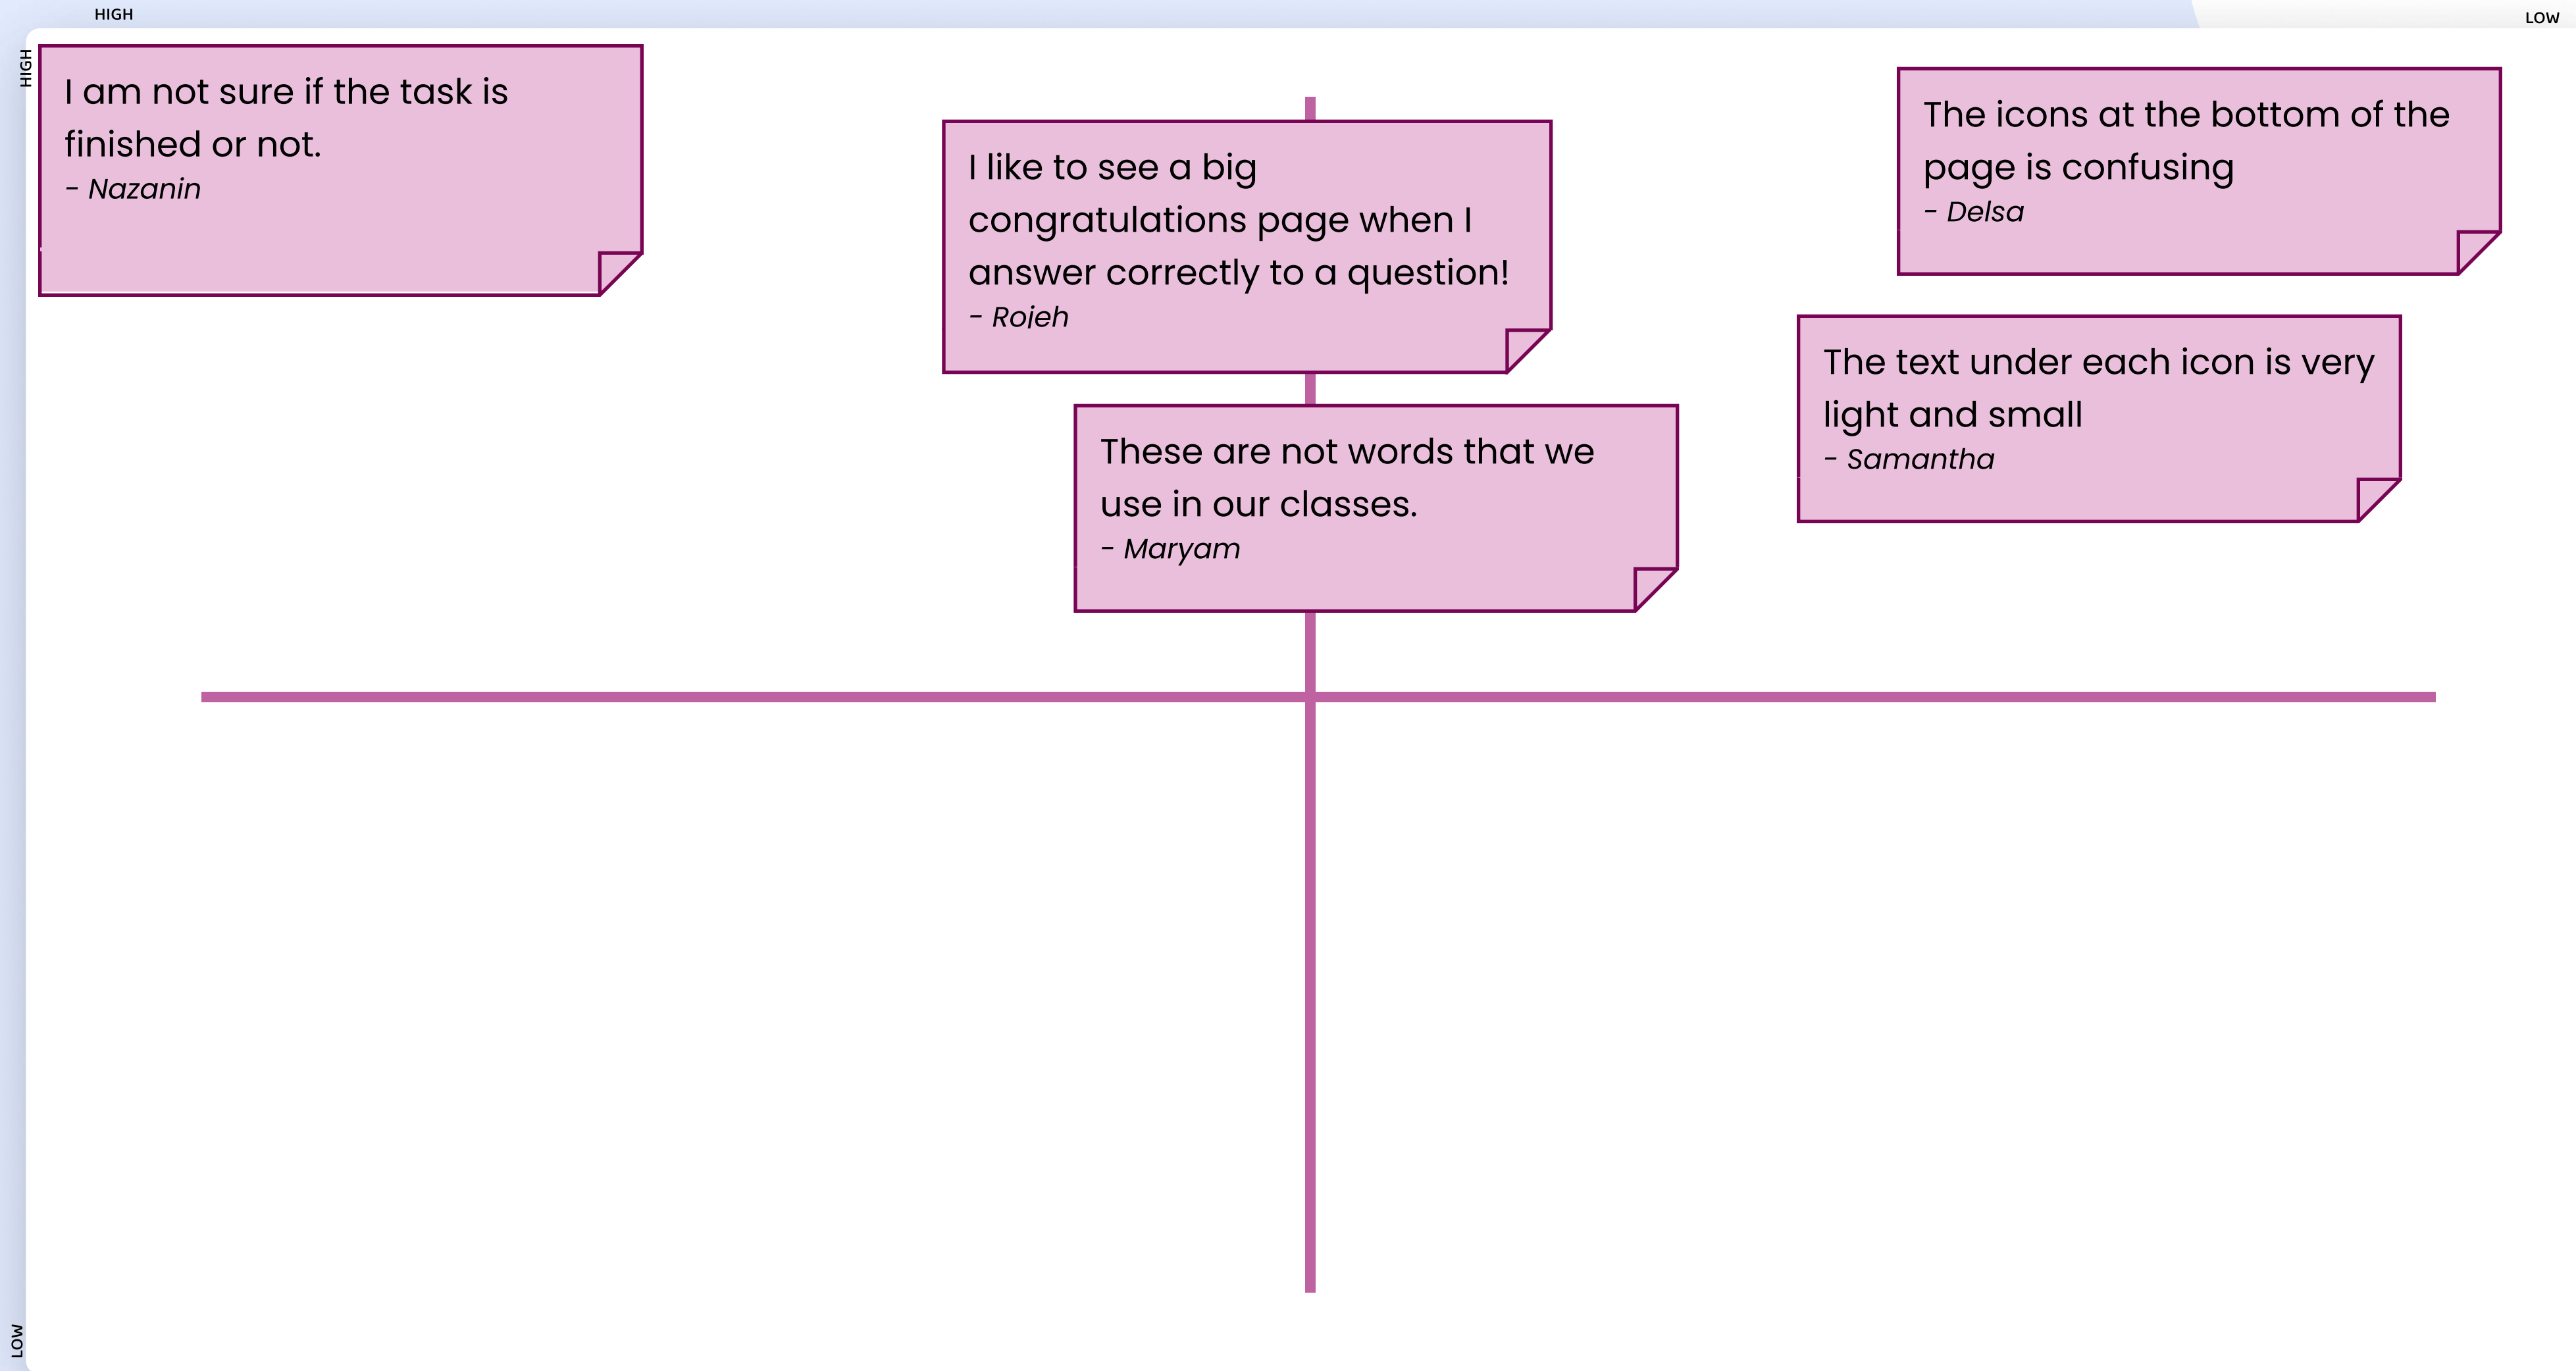 HIGH
LOW
HIGH
I am not sure if the task is
finished or not.
- Nazanin
I like to see a big
congratulations page when I
answer correctly to a question!
- Rojeh
The icons at the bottom of the
page is confusing
- Delsa
These are not words that we
use in our classes.
- Maryam
The text under each icon is very
light and small
- Samantha
LOW